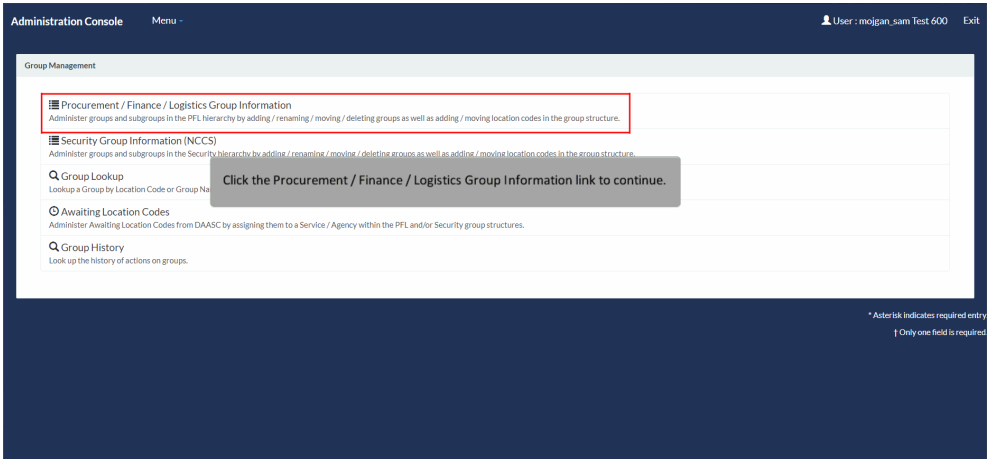 Administration Console Menu - User : mojgan_sam Test 600 Exit
Group Management
Procurement / Finance / Logistics Group Information
Administer groups and subgroups in the PFL hierarchy by adding / renaming / moving / deleting groups as well as adding / moving location codes in the group structure.
Security Group Information (NCCS)
Administer groups and subgroups in the Security hierarchy by adding / renaming / moving / deleting groups as well as adding / moving location codes in the group structure.
Group Lookup
Lookup a Group by Location Code or Group Na
Click the Procurement / Finance / Logistics Group Information link to continue.
Awaiting Location Codes
Administer Awaiting Location Codes from DAASC by assigning them to a Service / Agency within the PFL and/or Security group structures.
Group History
Look up the history of actions on groups.
* Asterisk indicates required entry
† Only one field is required